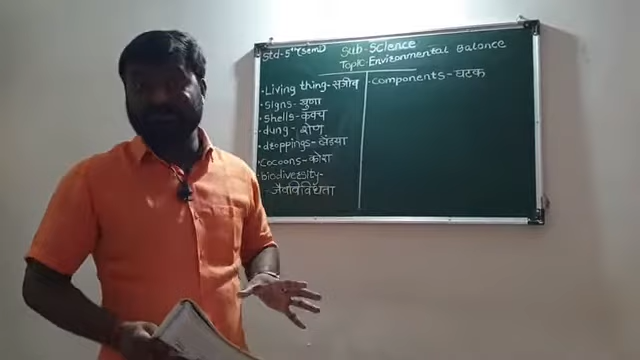 Std-5th (Semi)
Sub-Science
Topic-Environmental Balance
• Living thing-सजीव
• Signs-खुणा
• Shells-कवच
• dung-शेण
• droppings-लेंडया
• Cocoons-कोश
• biodiversity-
-जैवविविधता
• Components-घटक